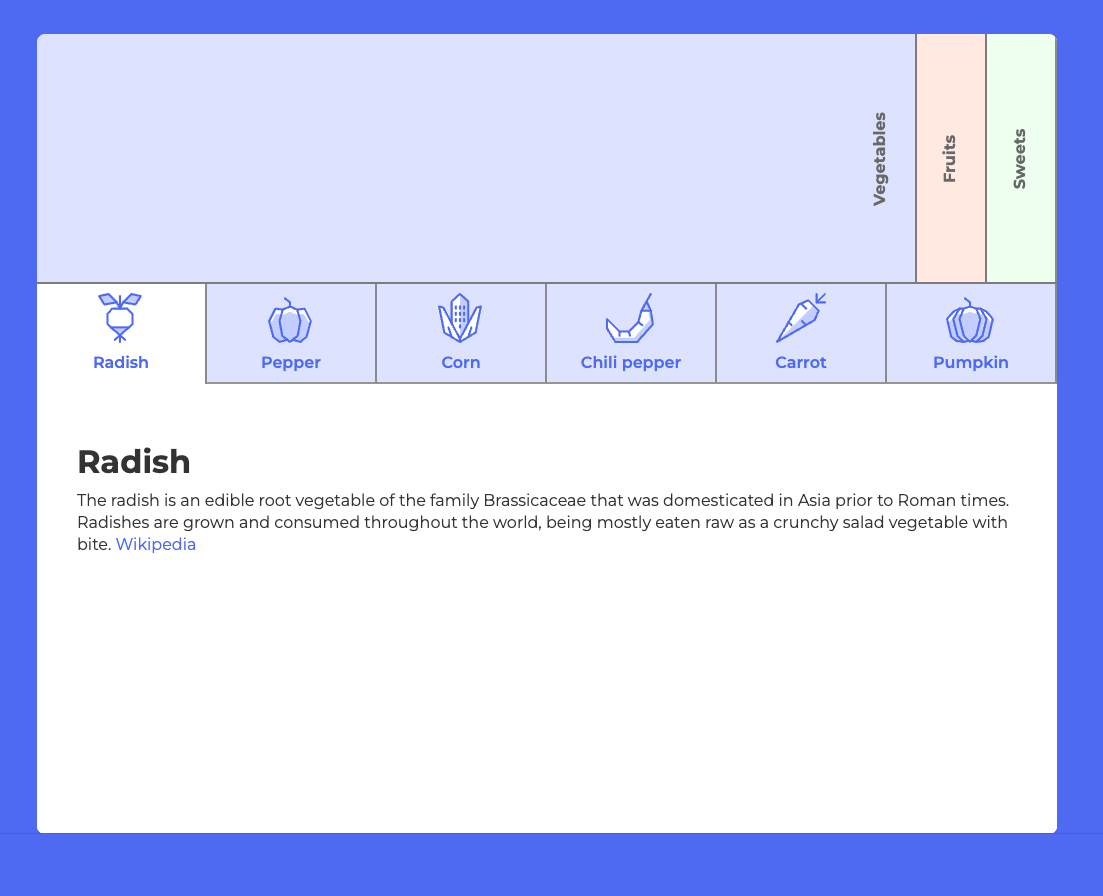 Vegetables
Fruits
Sweets
Radish
Pepper
Corn
Chili pepper
Carrot
Pumpkin
Radish
The radish is an edible root vegetable of the family Brassicaceae that was domesticated in Asia prior to Roman times.
Radishes are grown and consumed throughout the world, being mostly eaten raw as a crunchy salad vegetable with
bite. Wikipedia